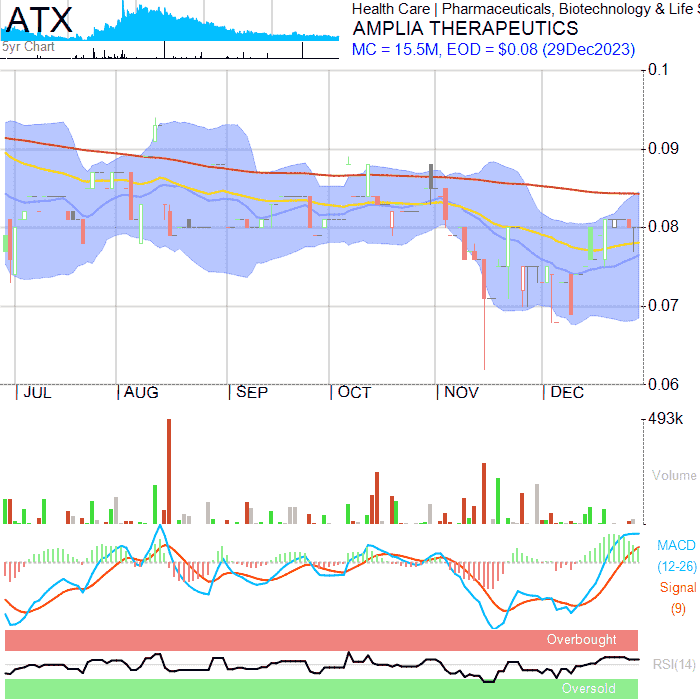 ATX
5yr Chart
Health Care | Pharmaceuticals, Biotechnology & Life S
AMPLIA THERAPEUTICS
MC = 15.5M, EOD = $0.08 (29Dec2023)
0.1
0.09
0.08
0.07
0.06
JUL AUG SEP OCT NOV DEC
493k
Volume
MACD
(12-26)
Signal
(9)
Overbought
RSI(14)
Oversold